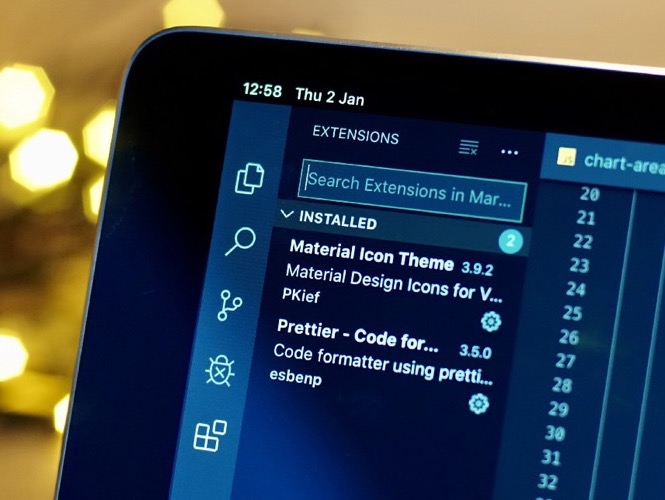 12:58 Thu 2 Jan
EXTENSIONS
Search Extensions in Mar...
INSTALLED
2
Material Icon Theme 3.9.2
Material Design Icons for V...
PKief
Prettier - Code for... 3.5.0
Code formatter using pretti...
esbenp
JS chart-area
20
21
22
23
24
25
26
27
28
29
30
31
32